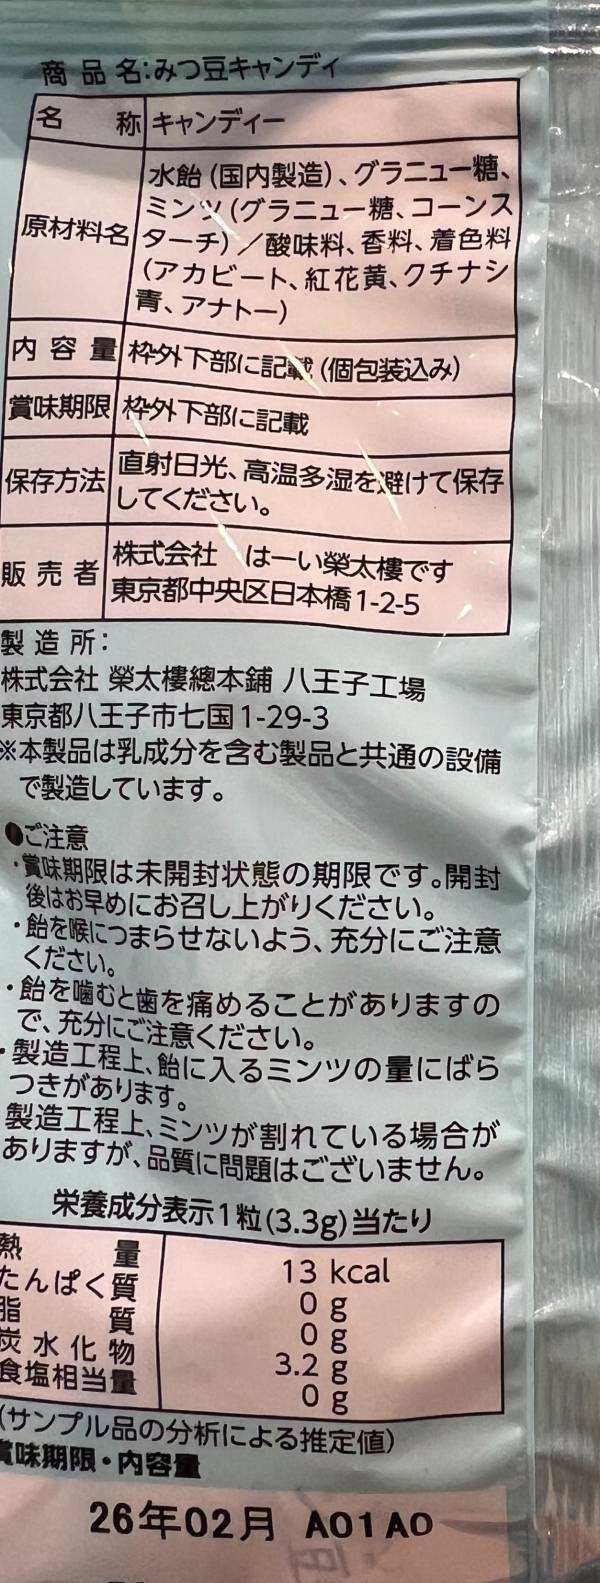 商品名:みつ豆キャンディ
名　称 キャンディー
原材料名 水飴(国内製造)、グラニュー糖、
ミンツ(グラニュー糖、コーンス
ターチ)／酸味料、香料、着色料
(アカビート、紅花黄、クチナシ
青、アナトー)
内容量 枠外下部に記載(個包装込み)
賞味期限 枠外下部に記載
保存方法 直射日光、高温多湿を避けて保存
してください。
販売者 株式会社　はーい榮太樓です
東京都中央区日本橋1-2-5
製造所:
株式会社 榮太樓總本鋪 八王子工場
東京都八王子市七国1-29-3
※本製品は乳成分を含む製品と共通の設備
で製造しています。
●ご注意
・賞味期限は未開封状態の期限です。開封
後はお早めにお召し上がりください。
・飴を喉につまらせないよう、充分にご注意
ください。
・飴を噛むと歯を痛めることがありますの
で、充分にご注意ください。
・製造工程上、飴に入るミンツの量にばら
つきがあります。
製造工程上、ミンツが割れている場合が
ありますが、品質に問題はございません。
栄養成分表示1粒(3.3g)当たり
熱量 13 kcal
たんぱく質 0 g
脂質 0 g
炭水化物 3.2 g
食塩相当量 0 g
(サンプル品の分析による推定値)
賞味期限・内容量
26年02月 A01A0